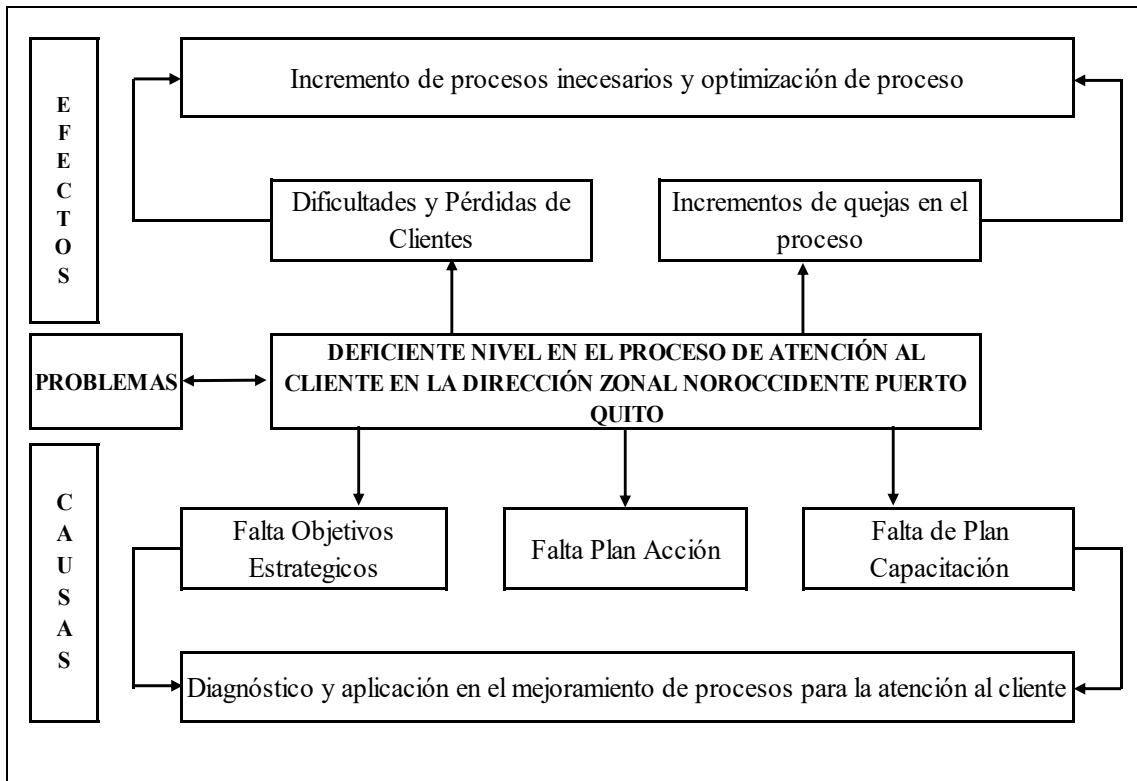 EFECTOS
Incremento de procesos inecesarios y optimización de proceso
Dificultades y Pérdidas de
Clientes
Incrementos de quejas en el
proceso
PROBLEMAS
DEFICIENTE NIVEL EN EL PROCESO DE ATENCIÓN AL
CLIENTE EN LA DIRECCIÓN ZONAL NOROCCIDENTE PUERTO
QUITO
CAUSAS
Falta Objetivos
Estrategicos
Falta Plan Acción
Falta de Plan
Capacitación
Diagnóstico y aplicación en el mejoramiento de procesos para la atención al cliente